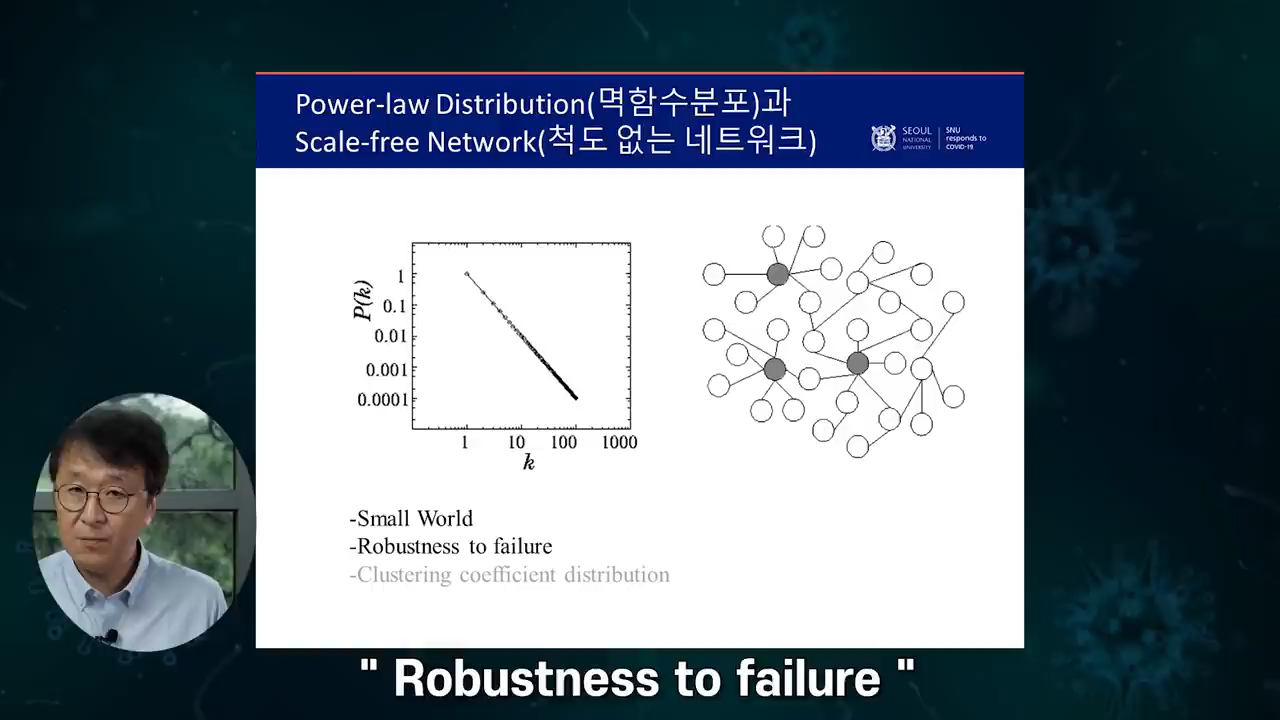 Power-law Distribution(멱함수분포)과
Scale-free Network(척도 없는 네트워크)
SEOUL
NATIONAL
UNIVERSITY
SNU
responds to
COVID-19
P(k)
1
0.1
0.01
0.001
0.0001
1 10 100 1000
k
-Small World
-Robustness to failure
-Clustering coefficient distribution
" Robustness to failure "